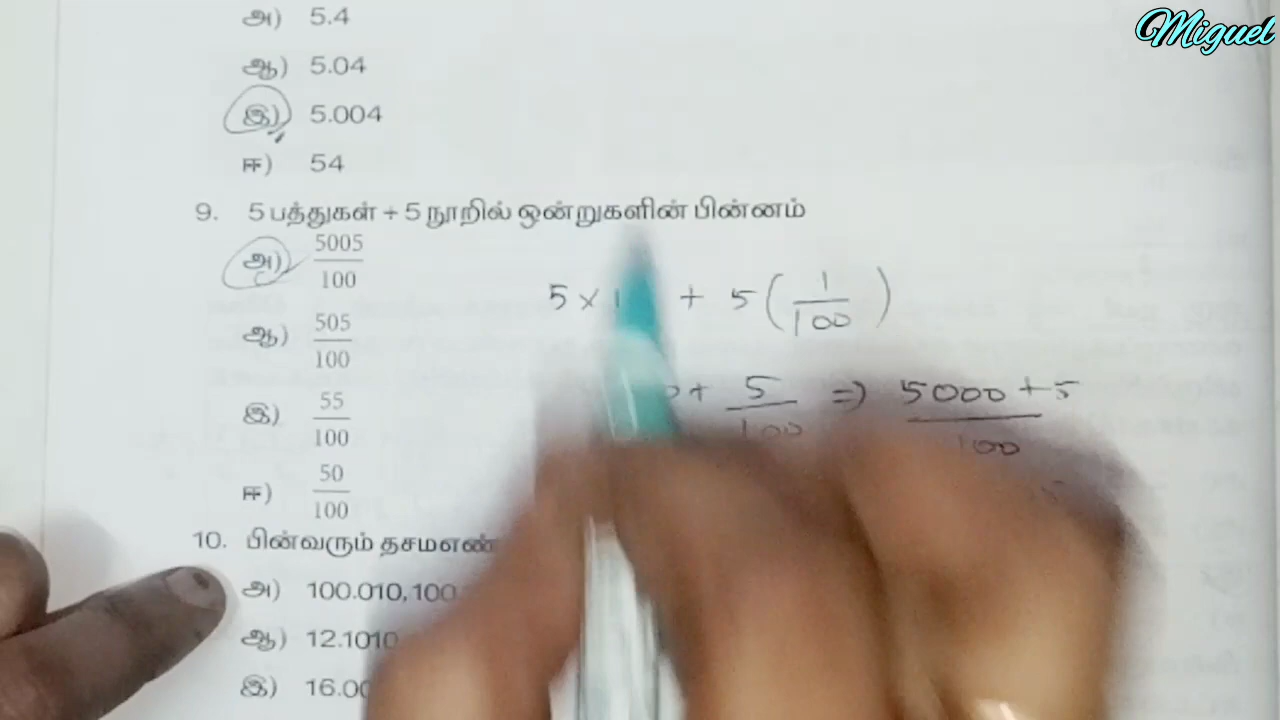 Miguel
அ) 5.4
ஆ) 5.04
இ) 5.004
ஈ) 54
9. 5 பத்துகள் + 5 நூறில் ஒன்றுகளின் பின்னம்
அ) 5005/100
5 × 1 + 5 ( 1/100 )
ஆ) 505/100
0 + 5/100 => 5000 + 5/100
இ) 55/100
ஈ) 50/100
10. பின்வரும் தசமஎண்
அ) 100.010, 100
ஆ) 12.1010
இ) 16.00